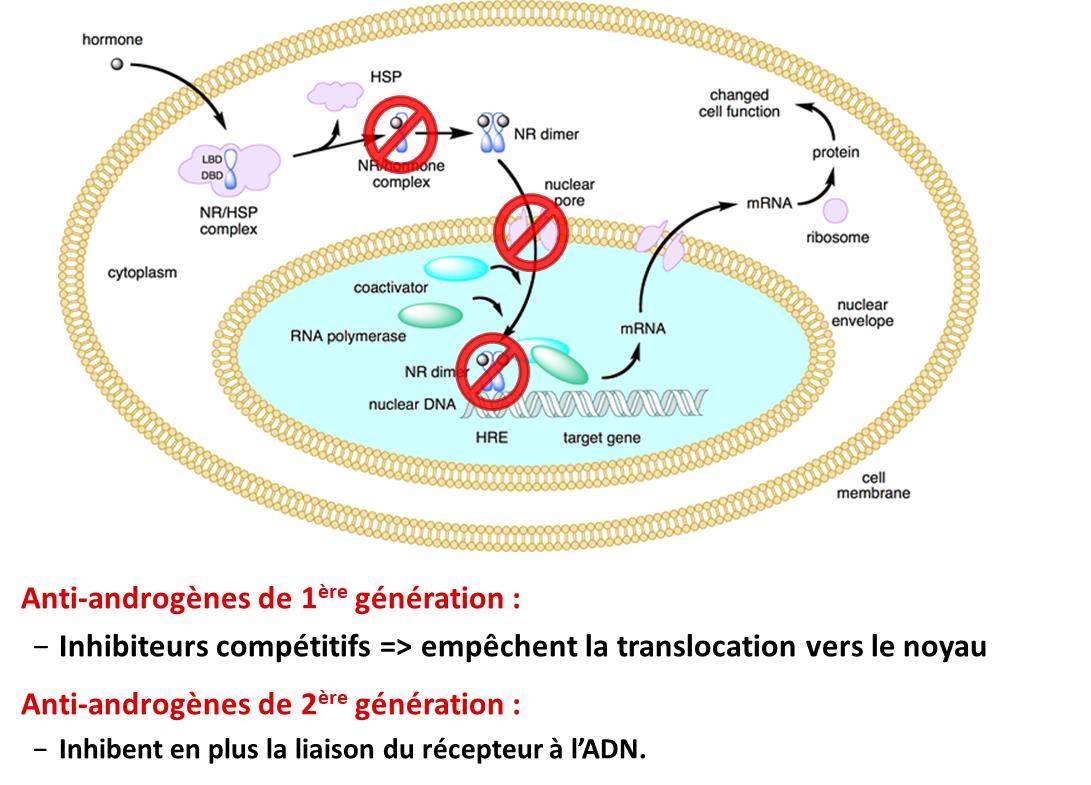 hormone
HSP
LBD
DBD
NR/HSP
complex
NR/hormone
complex
NR dimer
changed
cell function
protein
mRNA
ribosome
nuclear
pore
cytoplasm
coactivator
RNA polymerase
nuclear
envelope
mRNA
NR dimer
nuclear DNA
HRE
target gene
cell
membrane
Anti-androgènes de 1ère génération :
− Inhibiteurs compétitifs => empêchent la translocation vers le noyau
Anti-androgènes de 2ère génération :
− Inhibent en plus la liaison du récepteur à l’ADN.